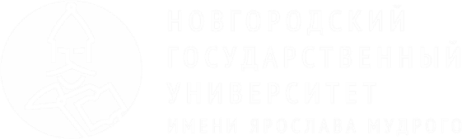 НОВГОРОДСКИЙ
ГОСУДАРСТВЕННЫЙ
УНИВЕРСИТЕТ
ИМЕНИ ЯРОСЛАВА МУДРОГО